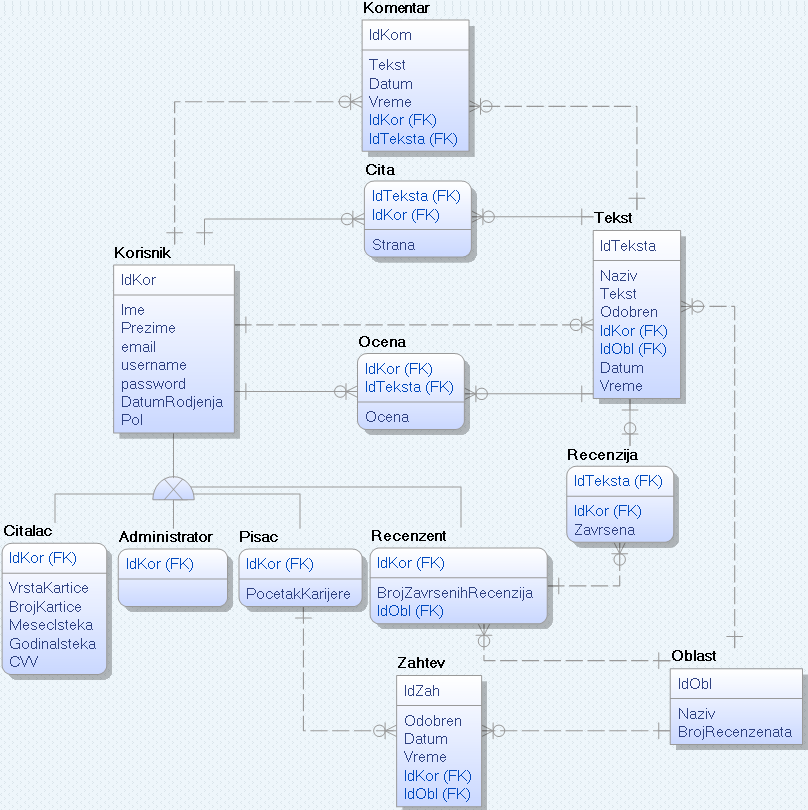 Komentar
IdKom
Tekst
Datum
Vreme
IdKor (FK)
IdTeksta (FK)
Cita
IdTeksta (FK)
IdKor (FK)
Strana
Tekst
IdTeksta
Naziv
Tekst
Odobren
IdKor (FK)
IdObl (FK)
Datum
Vreme
Korisnik
IdKor
Ime
Prezime
email
username
password
DatumRodjenja
Pol
Ocena
IdKor (FK)
IdTeksta (FK)
Ocena
Recenzija
IdTeksta (FK)
IdKor (FK)
Zavrsena
Citalac
IdKor (FK)
VrstaKartice
BrojKartice
MesecIsteka
GodinaIsteka
CVV
Administrator
IdKor (FK)
Pisac
IdKor (FK)
PocetakKarijere
Recenzent
IdKor (FK)
BrojZavrsenihRecenzija
IdObl (FK)
Zahtev
IdZah
Odobren
Datum
Vreme
IdKor (FK)
IdObl (FK)
Oblast
IdObl
Naziv
BrojRecenzenata